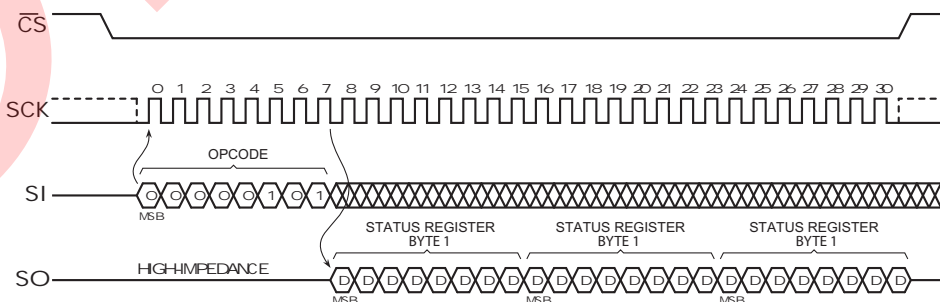 CS
SCK
0 1 2 3 4 5 6 7 8 9 10 11 12 13 14 15 16 17 18 19 20 21 22 23 24 25 26 27 28 29 30
OPCODE
SI
0 0 0 0 0 1 0 1
MSB
STATUS REGISTER
BYTE 1
STATUS REGISTER
BYTE 1
STATUS REGISTER
BYTE 1
SO
HIGH-IMPEDANCE
D D D D D D D D D D D D D D D D D D D D D D D D
MSB
MSB
MSB